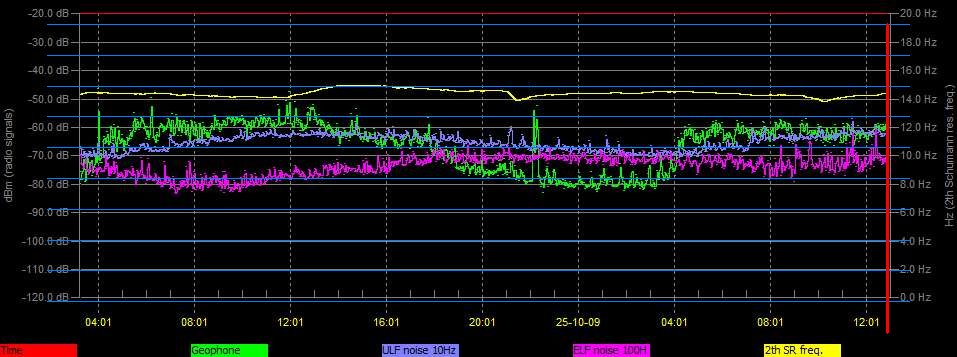 -20.0 dB 20.0 Hz
-30.0 dB 18.0 Hz
-40.0 dB 16.0 Hz
-50.0 dB 14.0 Hz
-60.0 dB 12.0 Hz
-70.0 dB 10.0 Hz
-80.0 dB 8.0 Hz
-90.0 dB 6.0 Hz
-100.0 dB 4.0 Hz
-110.0 dB 2.0 Hz
-120.0 dB 0.0 Hz
dBm (radio signals)
Hz (2th Schumann res. freq.)
04:01 08:01 12:01 16:01 20:01 25-10-09 04:01 08:01 12:01
Time Geophone ULF noise 10Hz ELF noise 100H 2th SR freq.